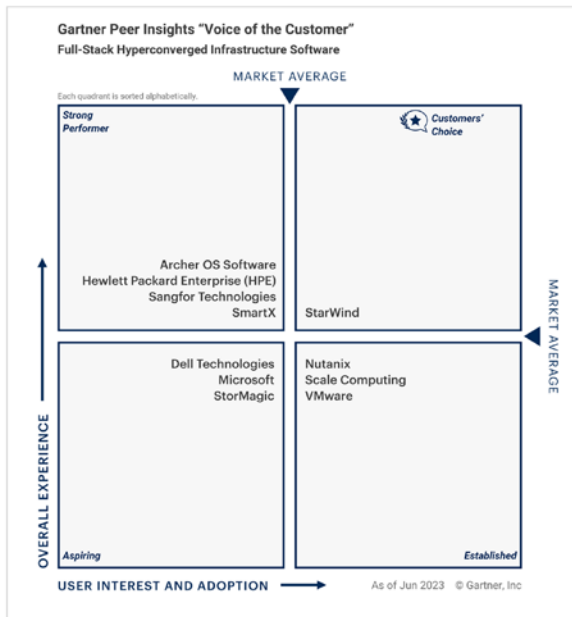 Gartner Peer Insights “Voice of the Customer”
Full-Stack Hyperconverged Infrastructure Software
MARKET AVERAGE
Each quadrant is sorted alphabetically.
Strong
Performer
Customers’
Choice
Archer OS Software
Hewlett Packard Enterprise (HPE)
Sangfor Technologies
SmartX
StarWind
MARKET AVERAGE
Dell Technologies
Microsoft
StorMagic
Nutanix
Scale Computing
VMware
OVERALL EXPERIENCE
Aspiring
Established
USER INTEREST AND ADOPTION
As of Jun 2023 © Gartner, Inc